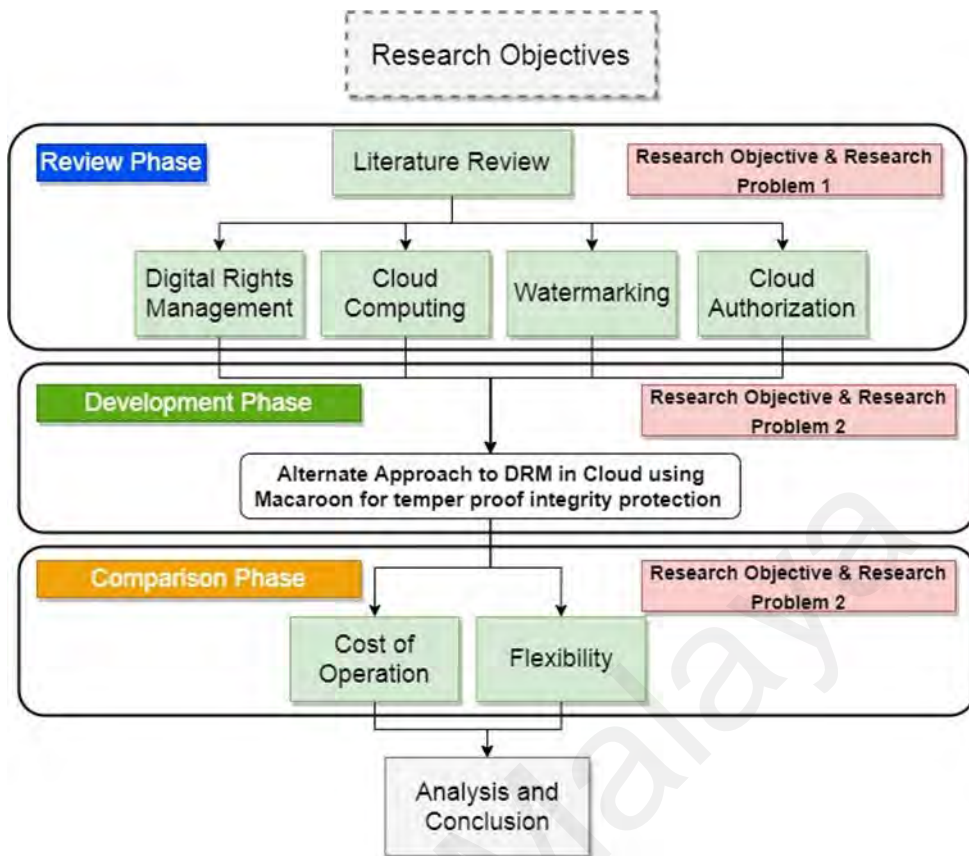 Research Objectives
Review Phase
Literature Review
Research Objective & Research
Problem 1
Digital Rights
Management
Cloud
Computing
Watermarking
Cloud
Authorization
Development Phase
Research Objective & Research
Problem 2
Alternate Approach to DRM in Cloud using
Macaroon for temper proof integrity protection
Comparison Phase
Research Objective & Research
Problem 2
Cost of
Operation
Flexibility
Analysis and
Conclusion
Malaya